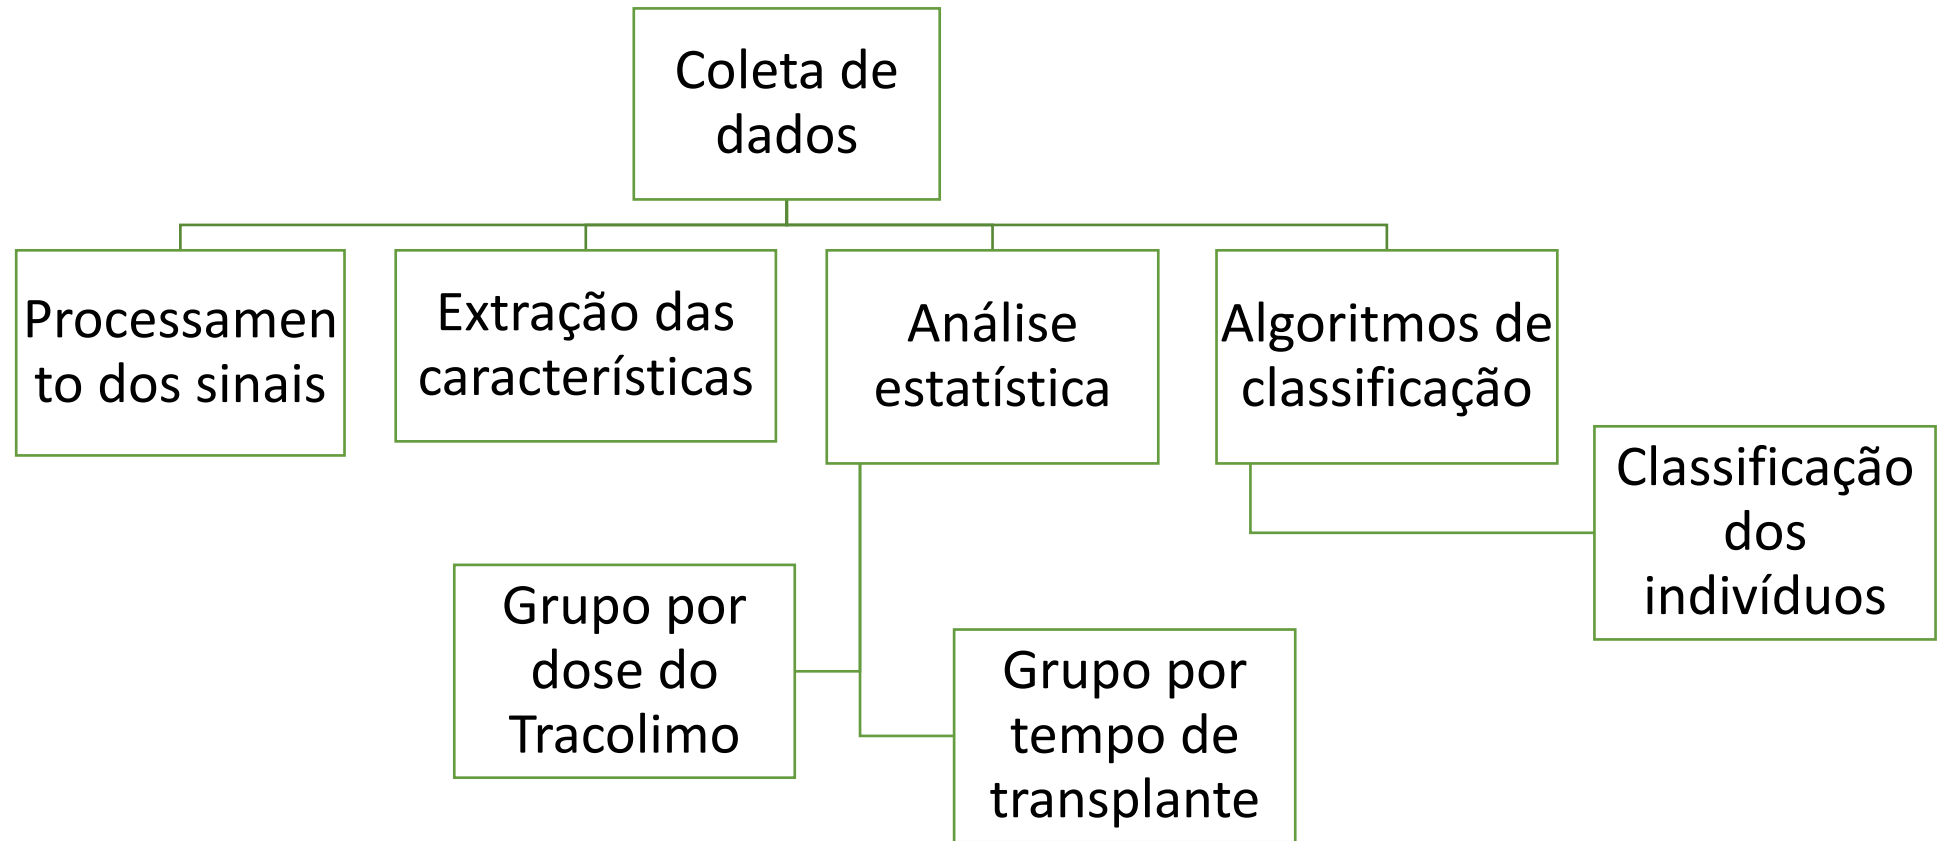 Coleta de
dados
Processamen
to dos sinais
Extração das
características
Análise
estatística
Algoritmos de
classificação
Classificação
dos
indivíduos
Grupo por
dose do
Tracolimo
Grupo por
tempo de
transplante